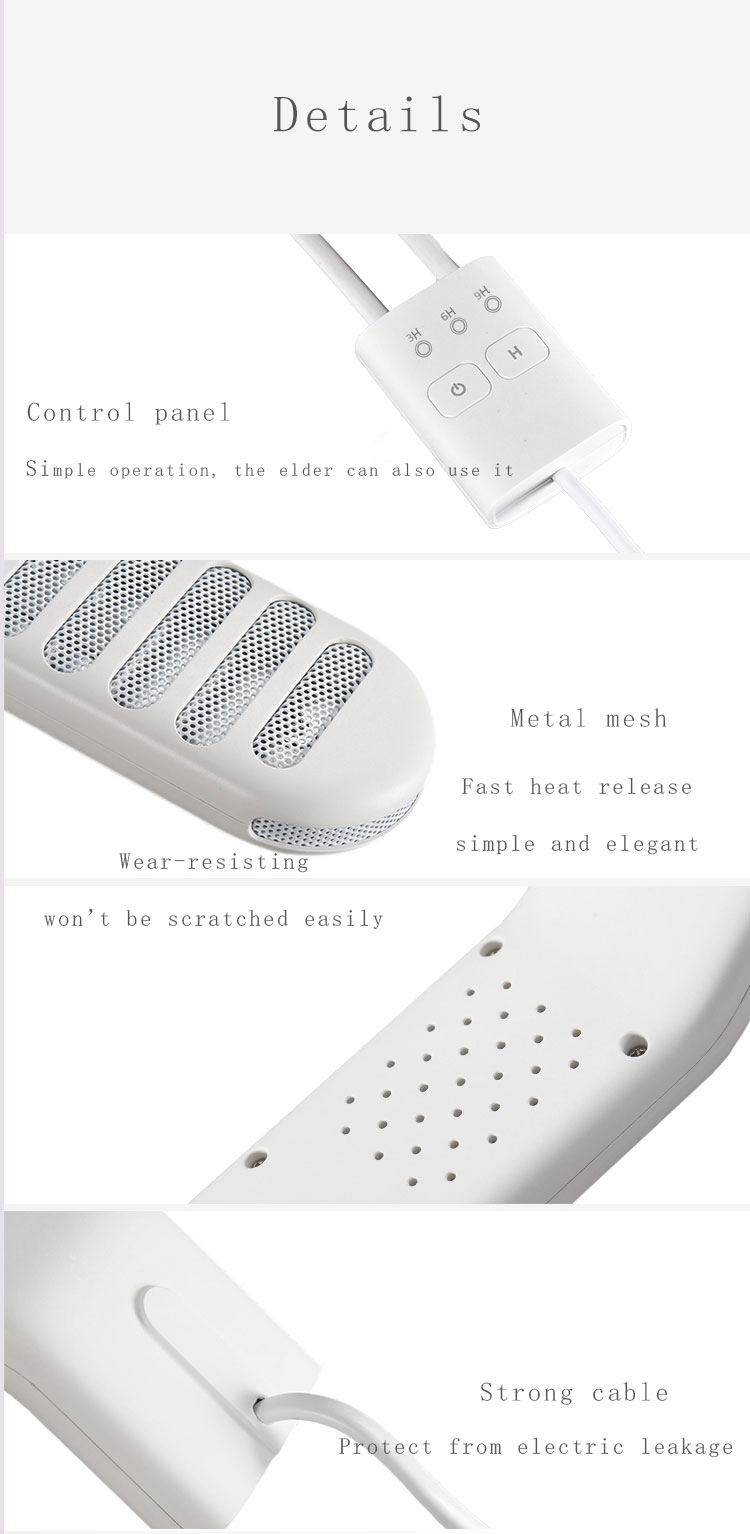 Details
3H 6H 9H
H
Control panel
Simple operation, the elder can also use it
Metal mesh
Fast heat release
simple and elegant
Wear-resisting
won't be scratched easily
Strong cable
Protect from electric leakage